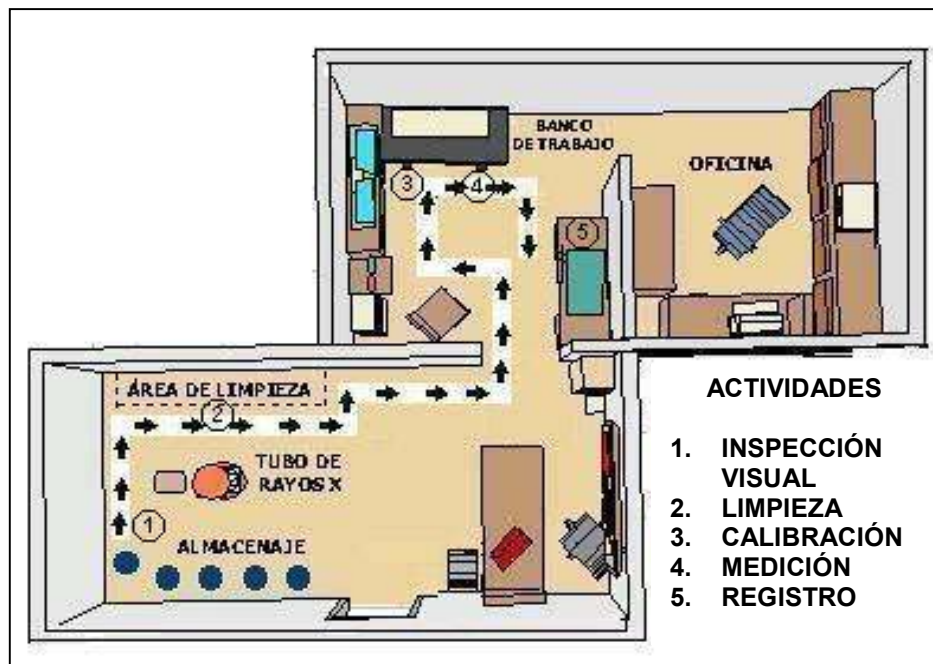 BANCO
DE TRABAJO
OFICINA
3
4
5
ÁREA DE LIMPIEZA
2
TUBO DE
RAYOS X
1
ALMACENAJE
ACTIVIDADES
1. INSPECCIÓN
VISUAL
2. LIMPIEZA
3. CALIBRACIÓN
4. MEDICIÓN
5. REGISTRO